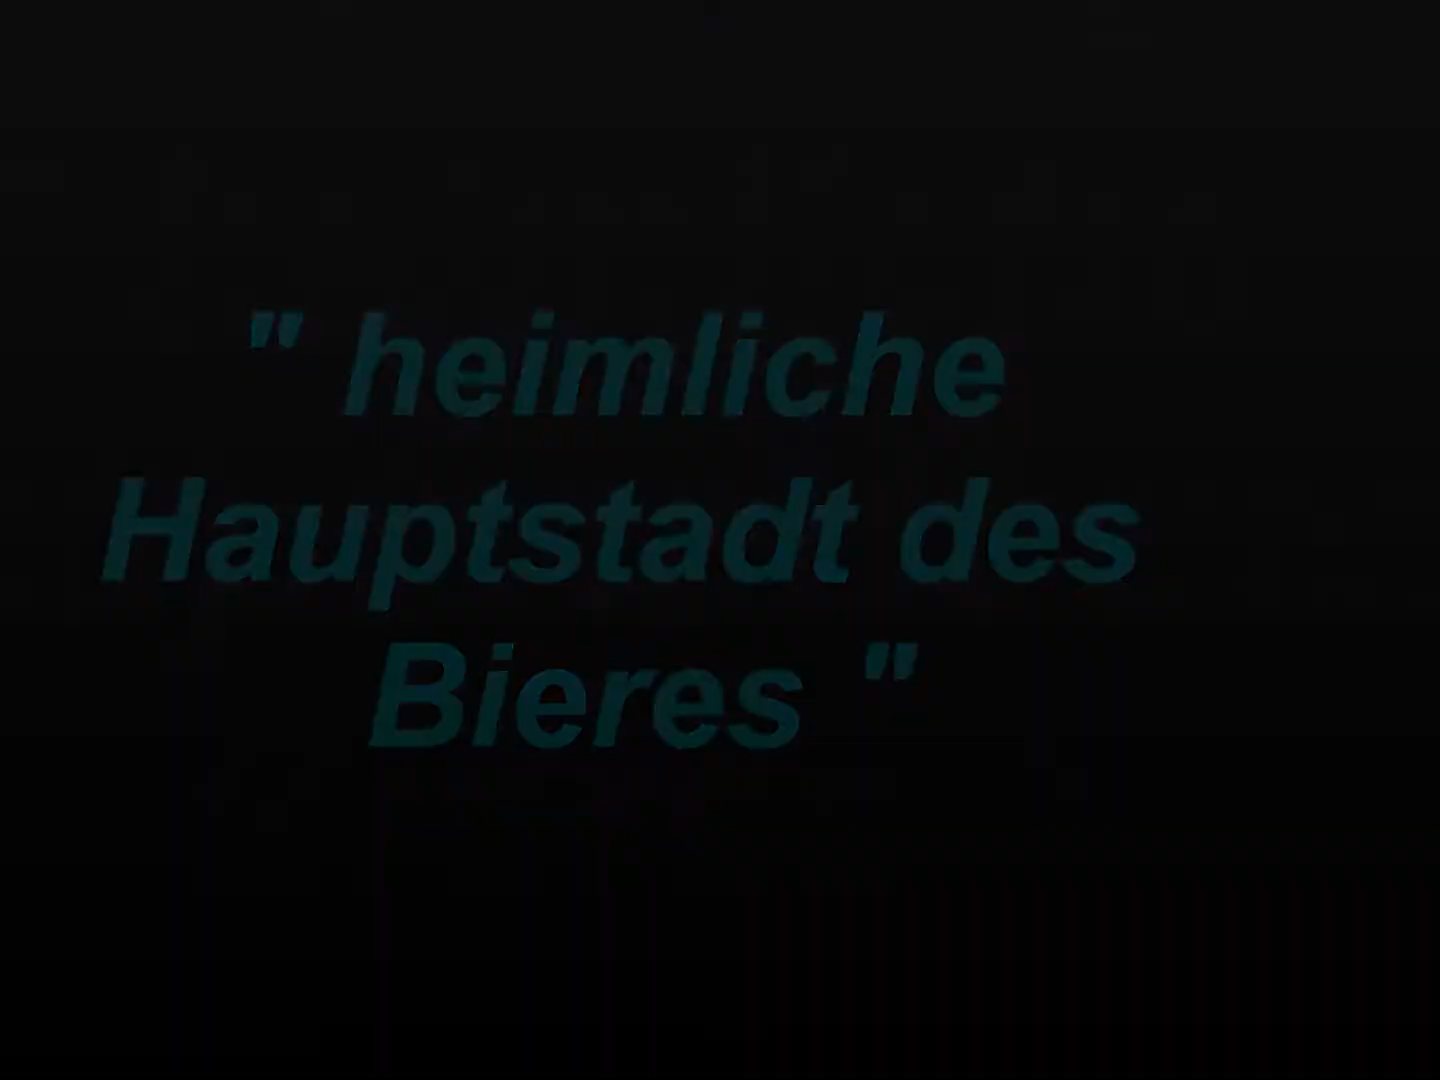 " heimliche
Hauptstadt des
Bieres "